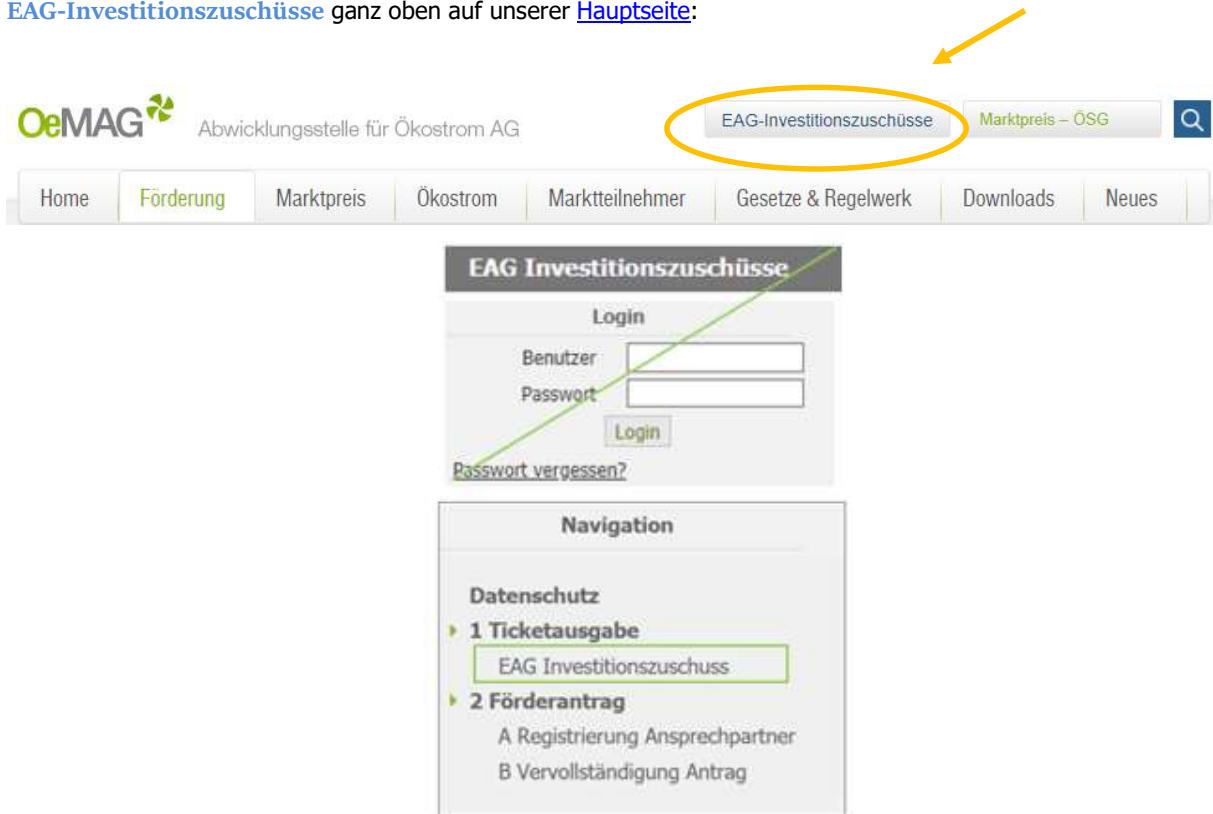 EAG-Investitionszuschüsse ganz oben auf unserer Hauptseite:
OeMAG Abwicklungsstelle für Ökostrom AG
EAG-Investitionszuschüsse
Marktpreis – ÖSG
Home Förderung Marktpreis Ökostrom Marktteilnehmer Gesetze & Regelwerk Downloads Neues
EAG Investitionszuschüsse
Login
Benutzer
Passwort
Login
Passwort vergessen?
Navigation
Datenschutz
1 Ticketausgabe
EAG Investitionszuschuss
2 Förderantrag
A Registrierung Ansprechpartner
B Vervollständigung Antrag